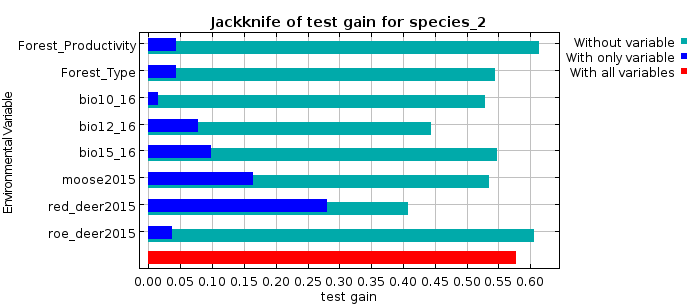 Jackknife of test gain for species_2
Environmental Variable
Forest_Productivity
Forest_Type
bio10_16
bio12_16
bio15_16
moose2015
red_deer2015
roe_deer2015
Without variable
With only variable
With all variables
0.00 0.05 0.10 0.15 0.20 0.25 0.30 0.35 0.40 0.45 0.50 0.55 0.60
test gain